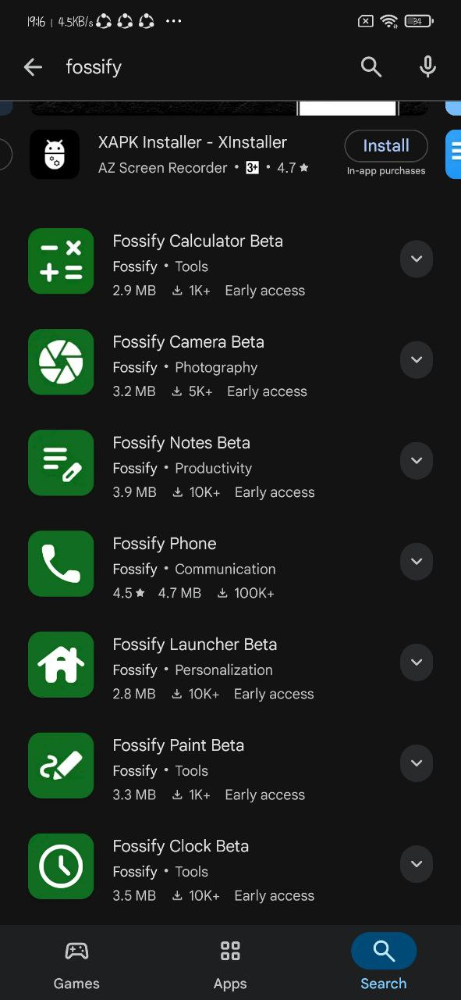 19:16 | 4.5KB/s ...
34
fossify
XAPK Installer - XInstaller
AZ Screen Recorder • 3+ • 4.7★
Install
In-app purchases
Fossify Calculator Beta
Fossify • Tools
2.9 MB 1K+ Early access
Fossify Camera Beta
Fossify • Photography
3.2 MB 5K+ Early access
Fossify Notes Beta
Fossify • Productivity
3.9 MB 10K+ Early access
Fossify Phone
Fossify • Communication
4.5★ 4.7 MB 100K+
Fossify Launcher Beta
Fossify • Personalization
2.8 MB 10K+ Early access
Fossify Paint Beta
Fossify • Tools
3.3 MB 1K+ Early access
Fossify Clock Beta
Fossify • Tools
3.5 MB 10K+ Early access
Games Apps Search